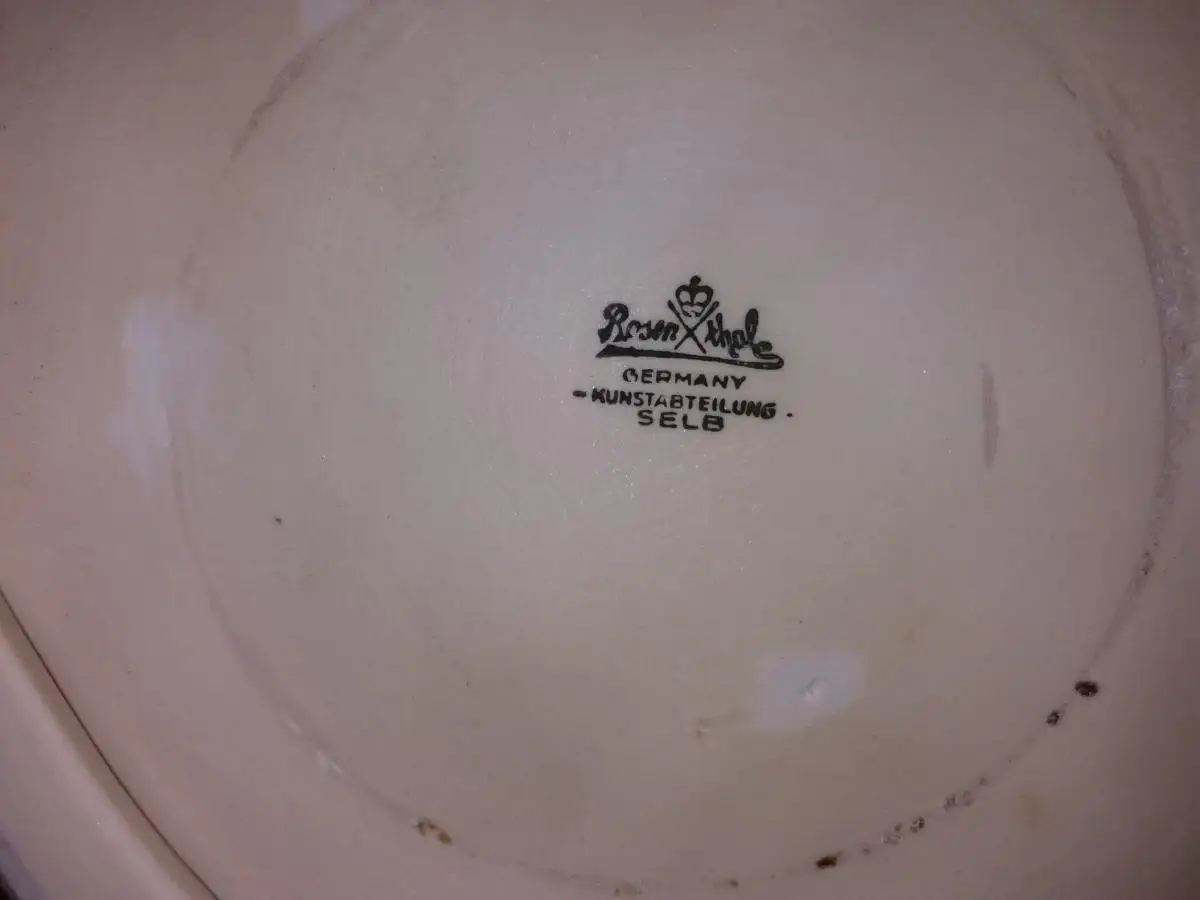 Rosenthal
GERMANY
- KUNSTABTEILUNG -
SELB